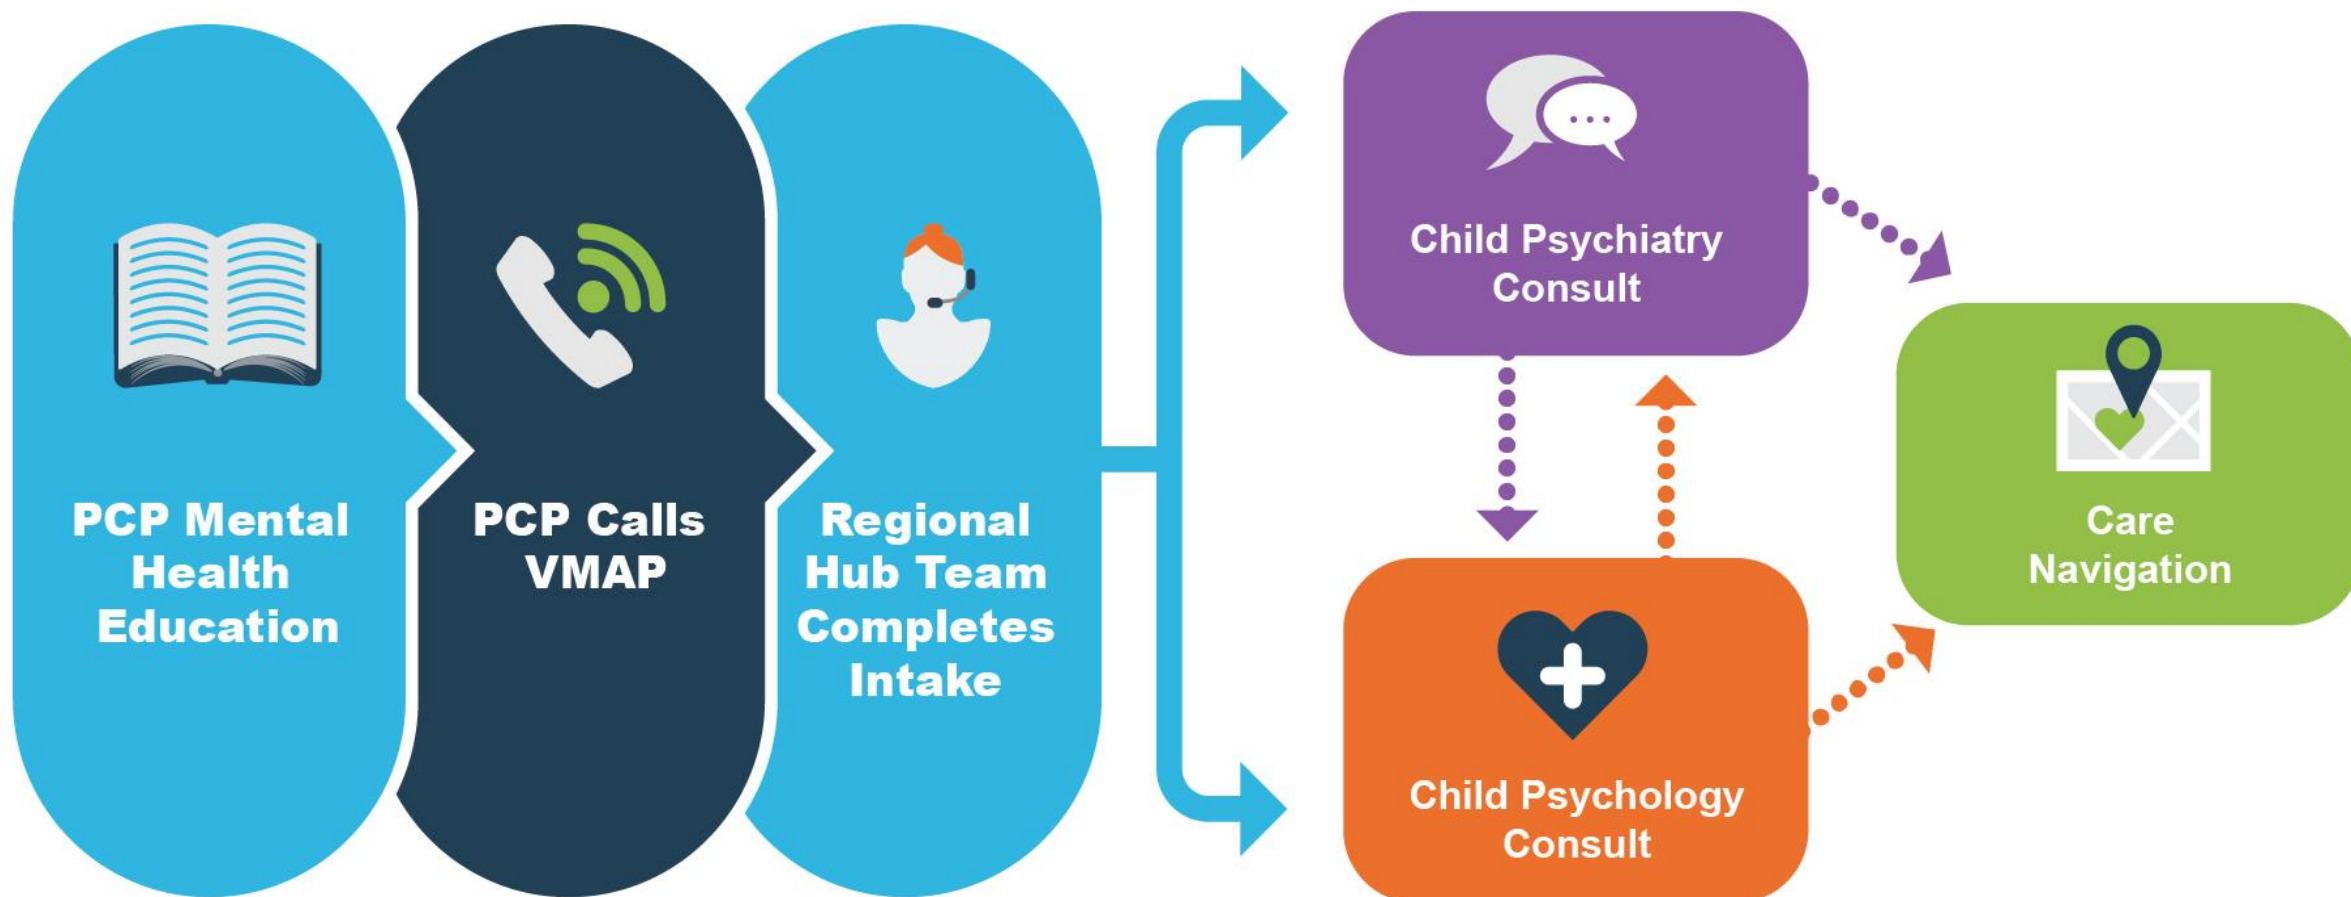 PCP Mental
Health
Education
PCP Calls
VMAP
Regional
Hub Team
Completes
Intake
Child Psychiatry
Consult
Child Psychology
Consult
Care
Navigation